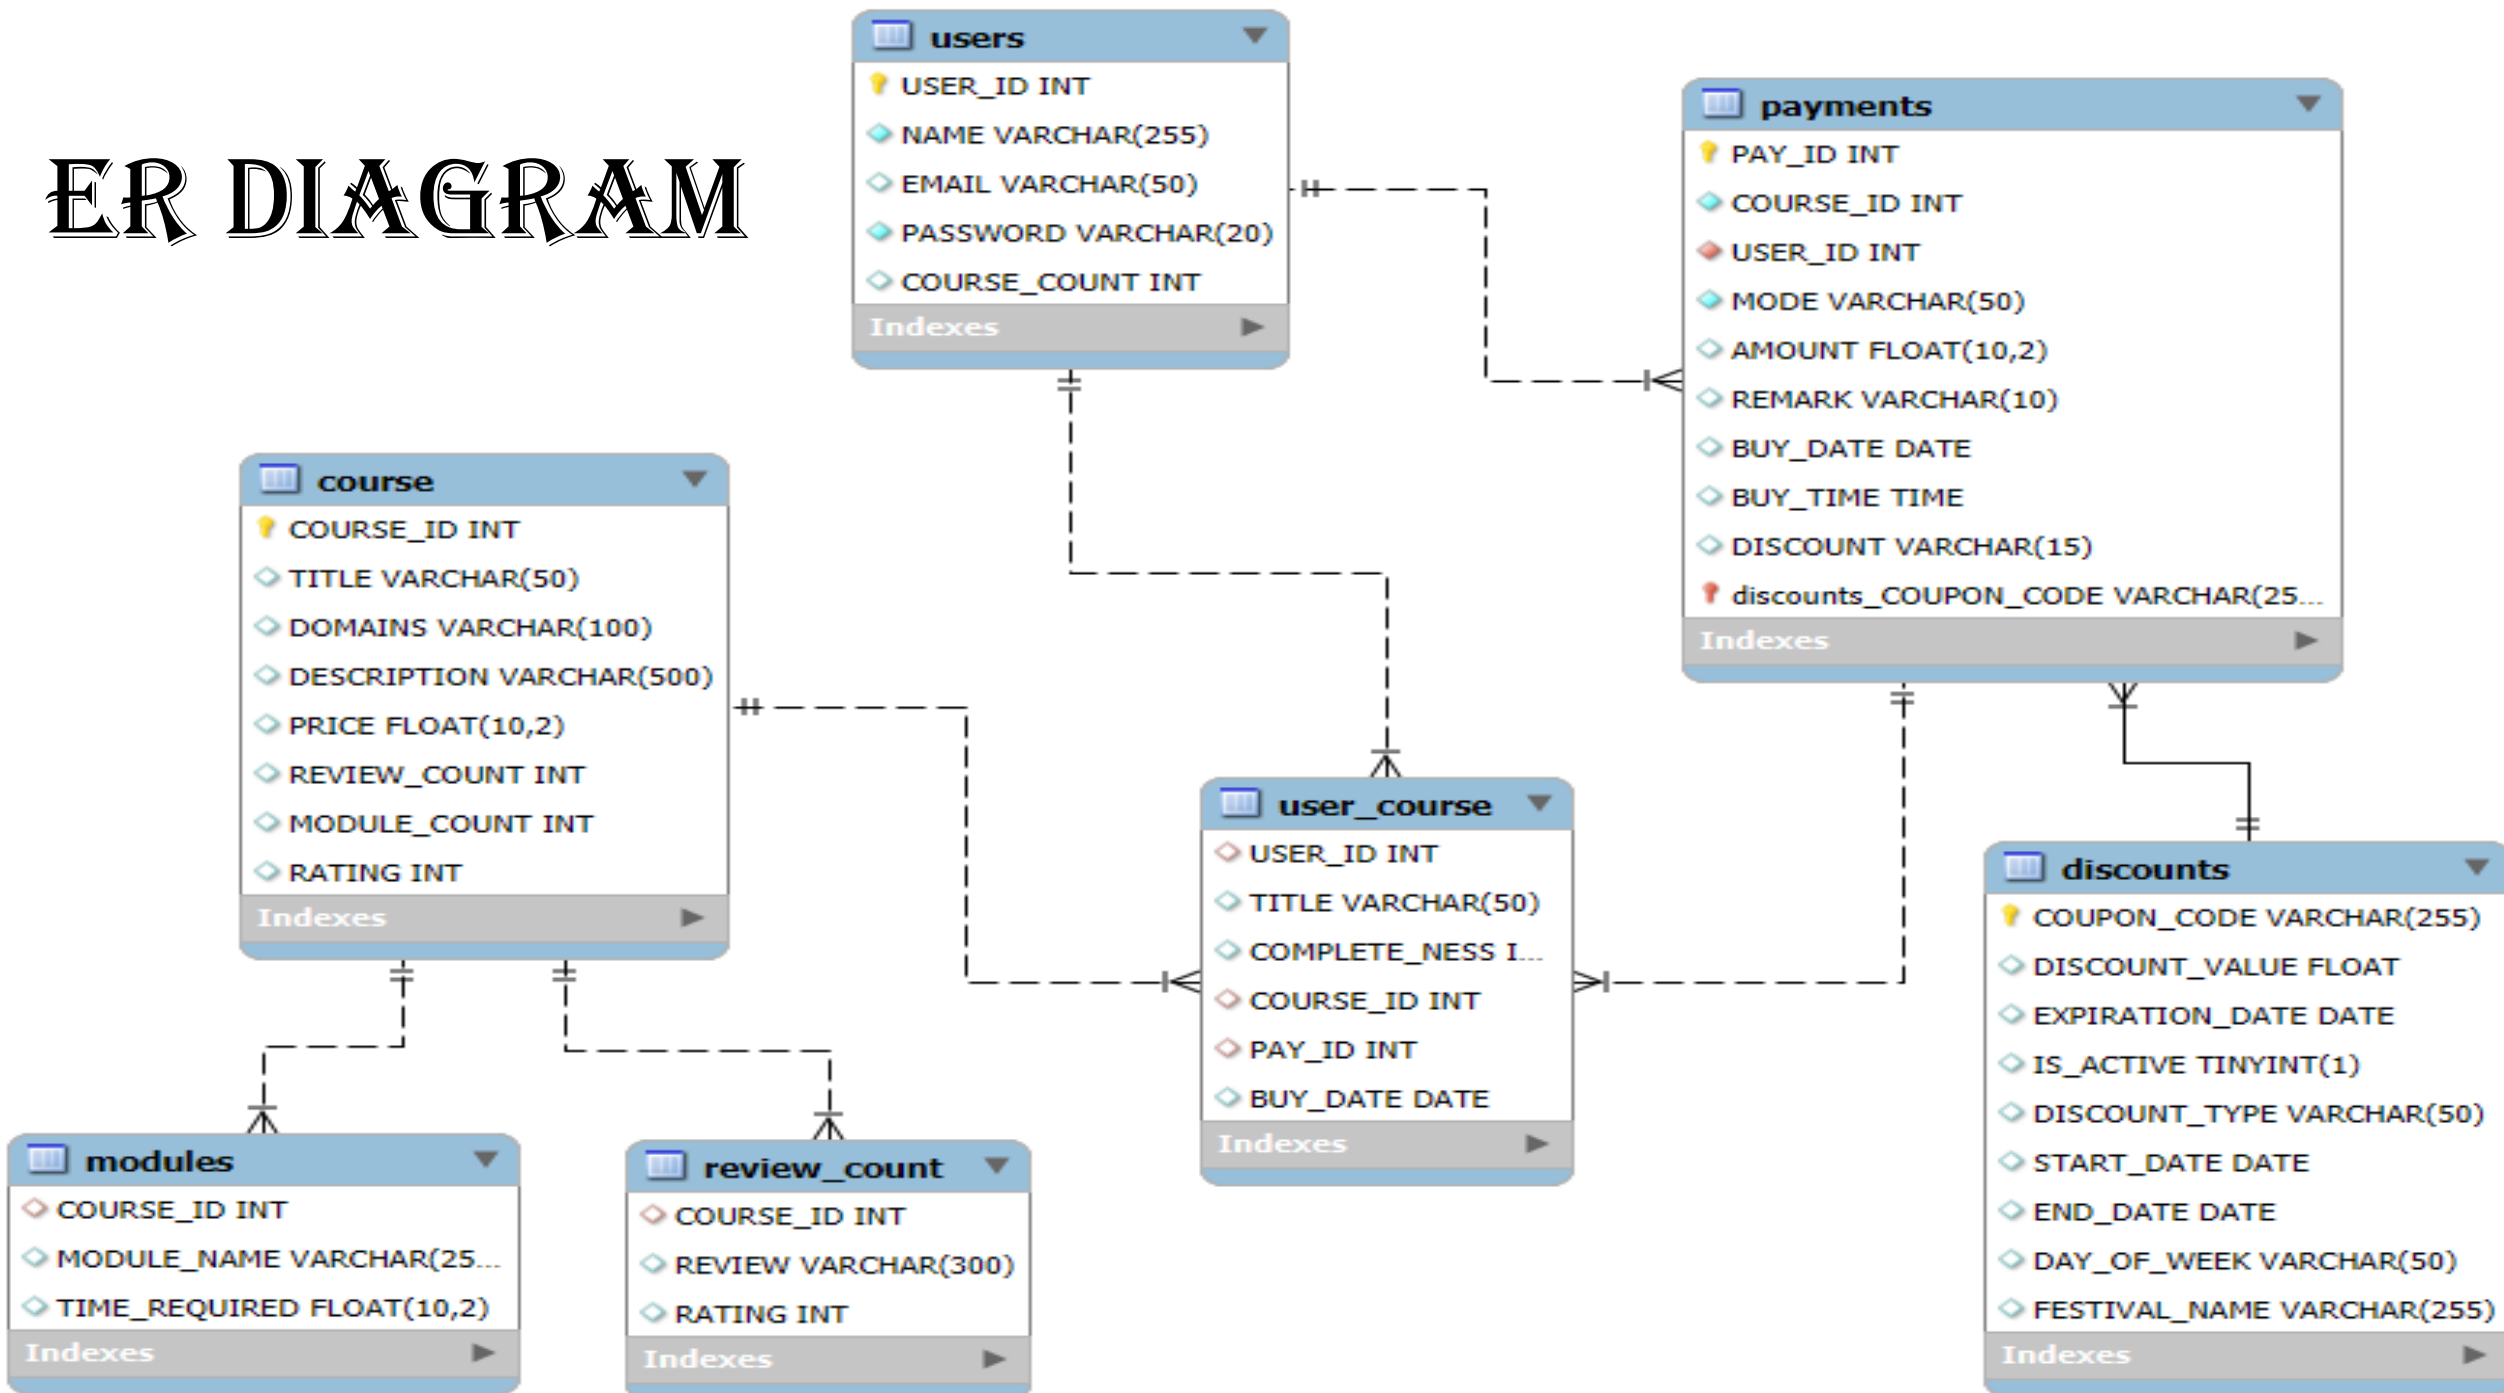 ER DIAGRAM
users
USER_ID INT
NAME VARCHAR(255)
EMAIL VARCHAR(50)
PASSWORD VARCHAR(20)
COURSE_COUNT INT
Indexes
payments
PAY_ID INT
COURSE_ID INT
USER_ID INT
MODE VARCHAR(50)
AMOUNT FLOAT(10,2)
REMARK VARCHAR(10)
BUY_DATE DATE
BUY_TIME TIME
DISCOUNT VARCHAR(15)
discounts_COUPON_CODE VARCHAR(25...
Indexes
course
COURSE_ID INT
TITLE VARCHAR(50)
DOMAINS VARCHAR(100)
DESCRIPTION VARCHAR(500)
PRICE FLOAT(10,2)
REVIEW_COUNT INT
MODULE_COUNT INT
RATING INT
Indexes
user_course
USER_ID INT
TITLE VARCHAR(50)
COMPLETE_NESS I...
COURSE_ID INT
PAY_ID INT
BUY_DATE DATE
Indexes
discounts
COUPON_CODE VARCHAR(255)
DISCOUNT_VALUE FLOAT
EXPIRATION_DATE DATE
IS_ACTIVE TINYINT(1)
DISCOUNT_TYPE VARCHAR(50)
START_DATE DATE
END_DATE DATE
DAY_OF_WEEK VARCHAR(50)
FESTIVAL_NAME VARCHAR(255)
Indexes
modules
COURSE_ID INT
MODULE_NAME VARCHAR(25...
TIME_REQUIRED FLOAT(10,2)
Indexes
review_count
COURSE_ID INT
REVIEW VARCHAR(300)
RATING INT
Indexes